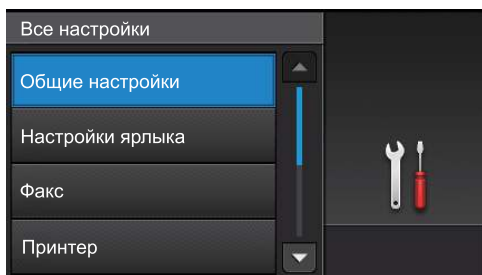 Все настройки
Общие настройки
Настройки ярлыка
Факс
Принтер